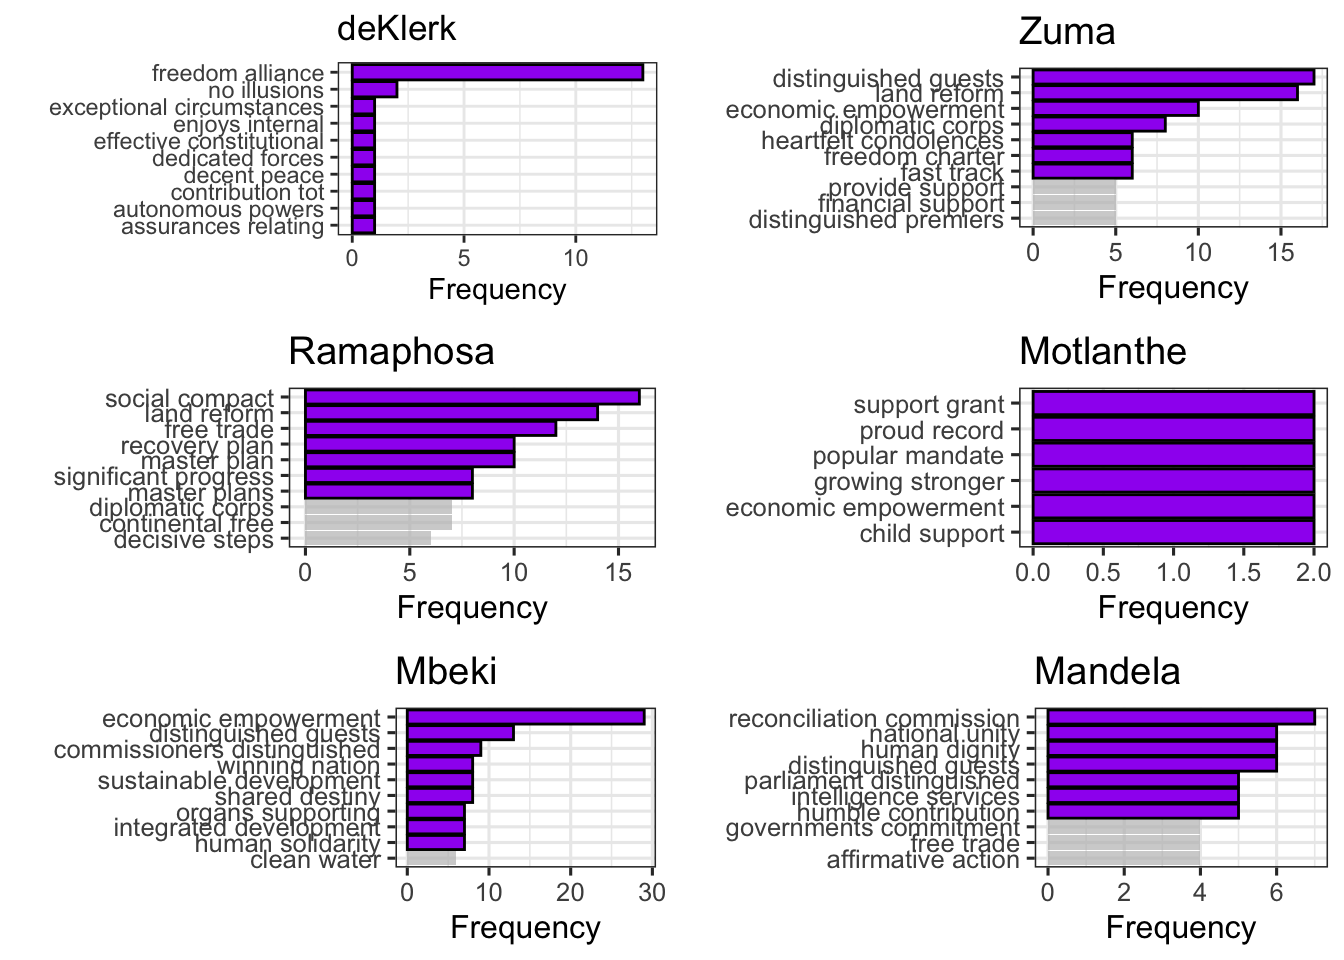 deKlerk
freedom alliance
no illusions
exceptional circumstances
enjoys internal
effective constitutional
dedicated forces
decent peace
contribution tot
autonomous powers
assurances relating
0 5 10
Frequency
Zuma
distinguished guests
land reform
economic empowerment
diplomatic corps
heartfelt condolences
freedom charter
fast track
provide support
financial support
distinguished premiers
0 5 10 15
Frequency
Ramaphosa
social compact
land reform
free trade
recovery plan
master plan
significant progress
master plans
diplomatic corps
continental free
decisive steps
0 5 10 15
Frequency
Motlanthe
support grant
proud record
popular mandate
growing stronger
economic empowerment
child support
0.0 0.5 1.0 1.5 2.0
Frequency
Mbeki
economic empowerment
distinguished guests
commissioners distinguished
winning nation
sustainable development
shared destiny
organs supporting
integrated development
human solidarity
clean water
0 10 20 30
Frequency
Mandela
reconciliation commission
national unity
human dignity
distinguished guests
parliament distinguished
intelligence services
humble contribution
governments commitment
free trade
affirmative action
0 2 4 6
Frequency